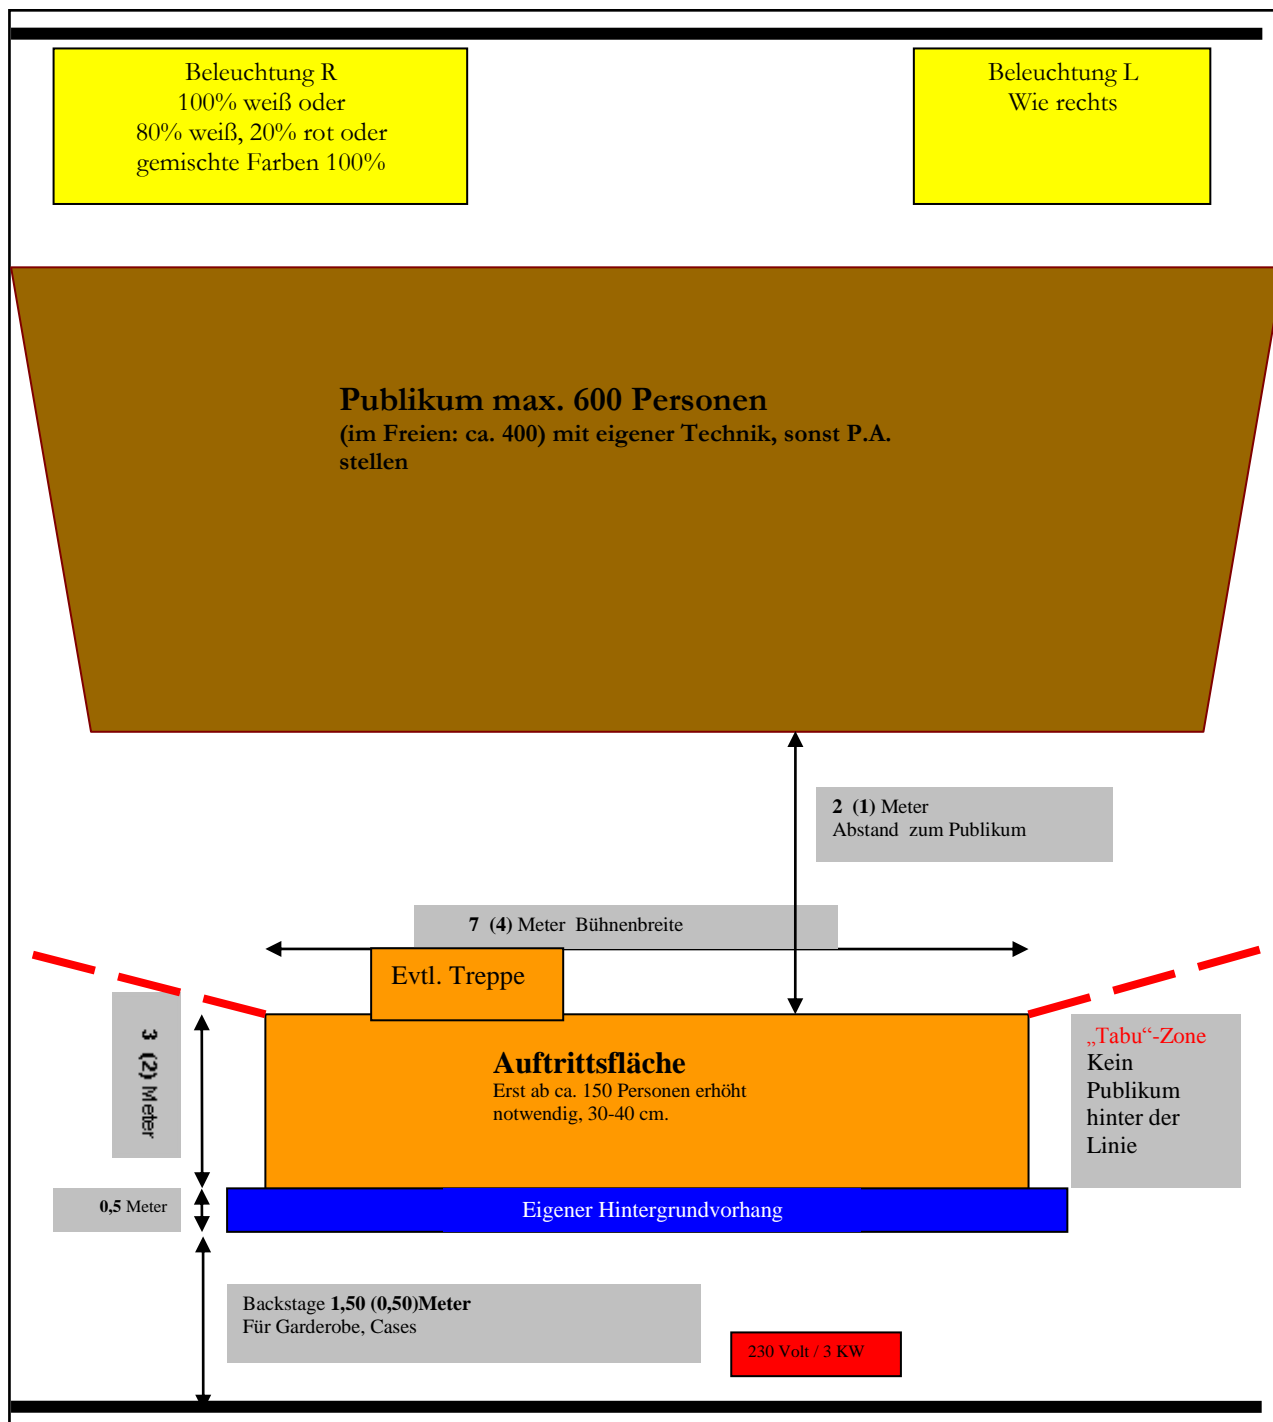 Beleuchtung R
100% weiß oder
80% weiß, 20% rot oder
gemischte Farben 100%
Beleuchtung L
Wie rechts
Publikum max. 600 Personen
(im Freien: ca. 400) mit eigener Technik, sonst P.A.
stellen
2 (1) Meter
Abstand zum Publikum
7 (4) Meter Bühnenbreite
Evtl. Treppe
3 (2) Meter
Auftrittsfläche
Erst ab ca. 150 Personen erhöht
notwendig, 30-40 cm.
„Tabu“-Zone
Kein
Publikum
hinter der
Linie
0,5 Meter
Eigener Hintergrundvorhang
Backstage 1,50 (0,50)Meter
Für Garderobe, Cases
230 Volt / 3 KW